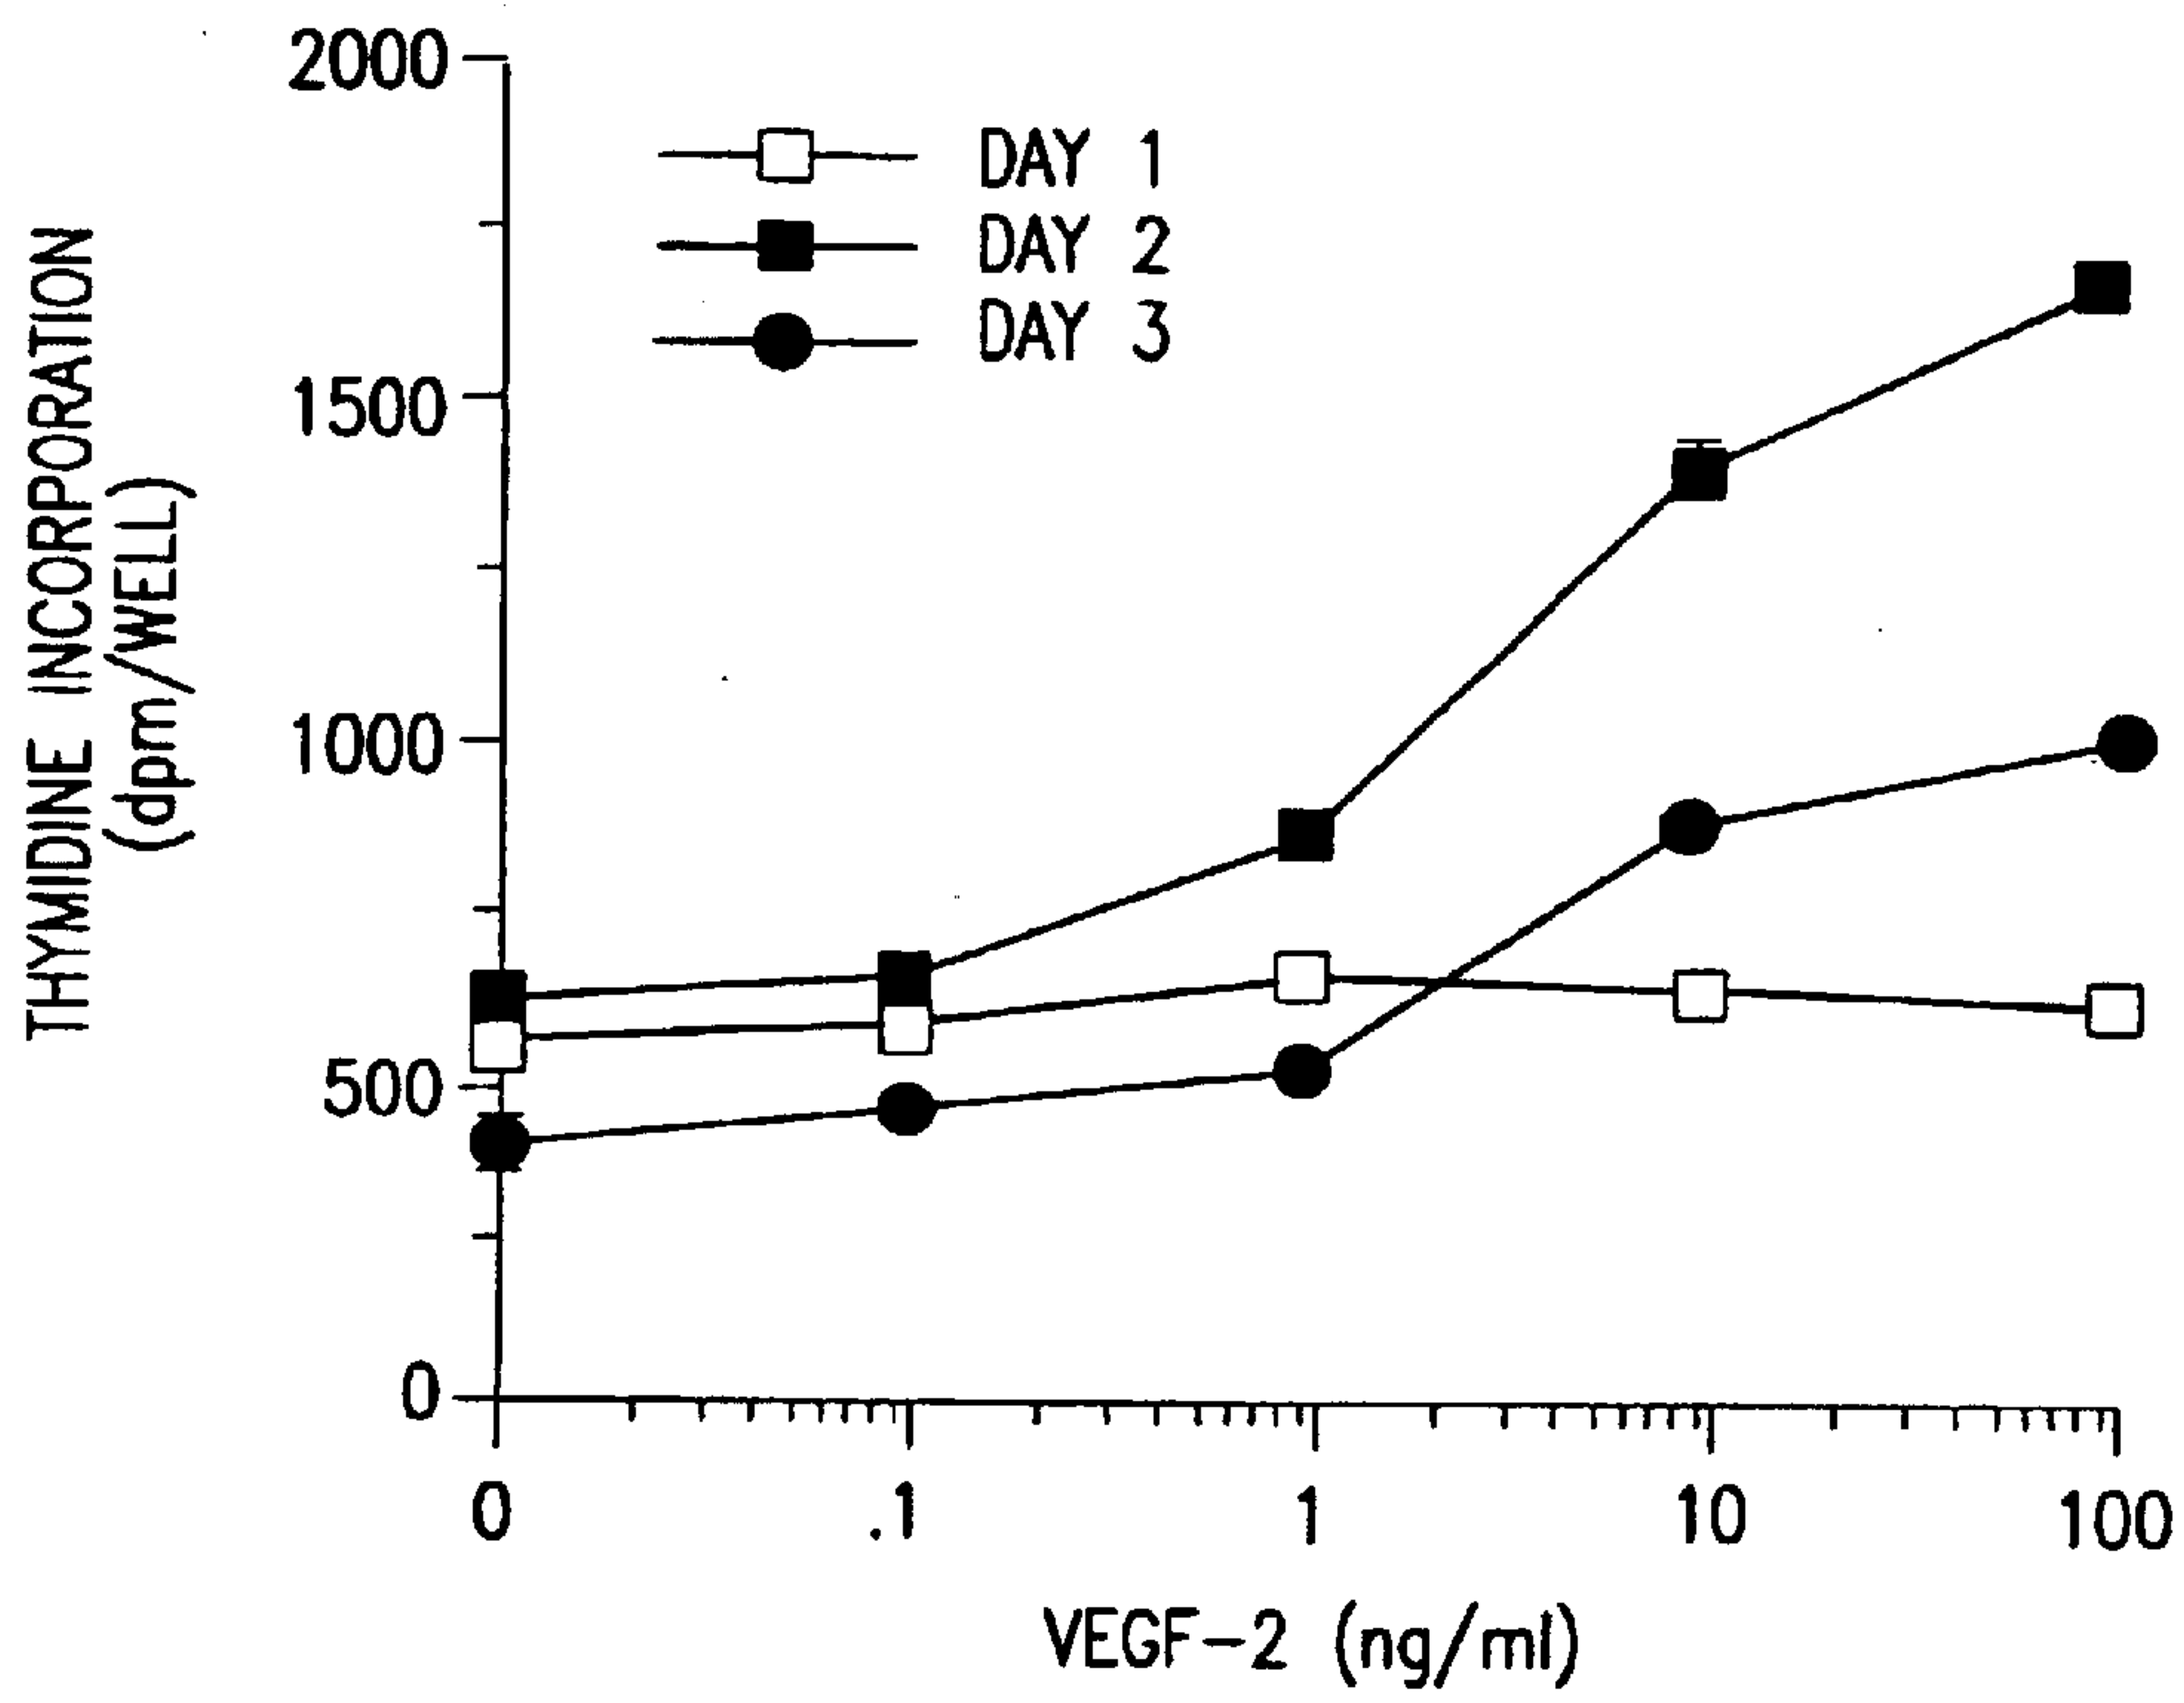 2000
1500
1000
500
0
THYMIDINE INCORPORATION
(dpm/WELL)
DAY 1
DAY 2
DAY 3
0 .1 1 10 100
VEGF-2 (ng/ml)